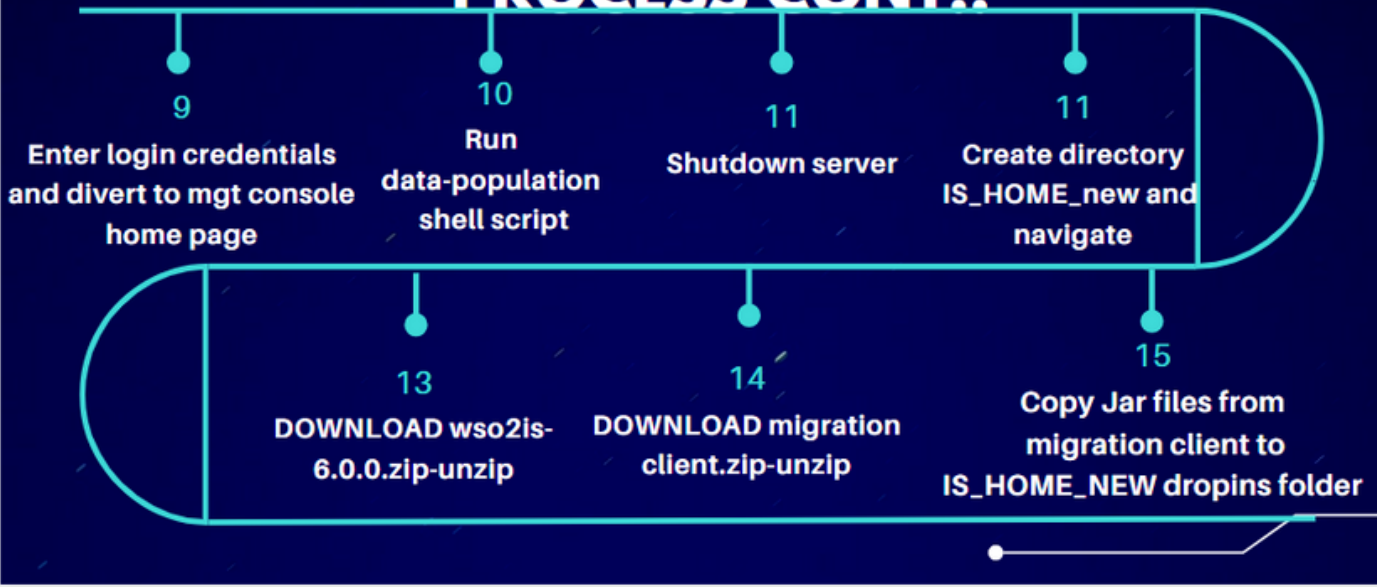 PROCESS CONT..
9
Enter login credentials
and divert to mgt console
home page
10
Run
data-population
shell script
11
Shutdown server
11
Create directory
IS_HOME_new and
navigate
13
DOWNLOAD wso2is-
6.0.0.zip-unzip
14
DOWNLOAD migration
client.zip-unzip
15
Copy Jar files from
migration client to
IS_HOME_NEW dropins folder